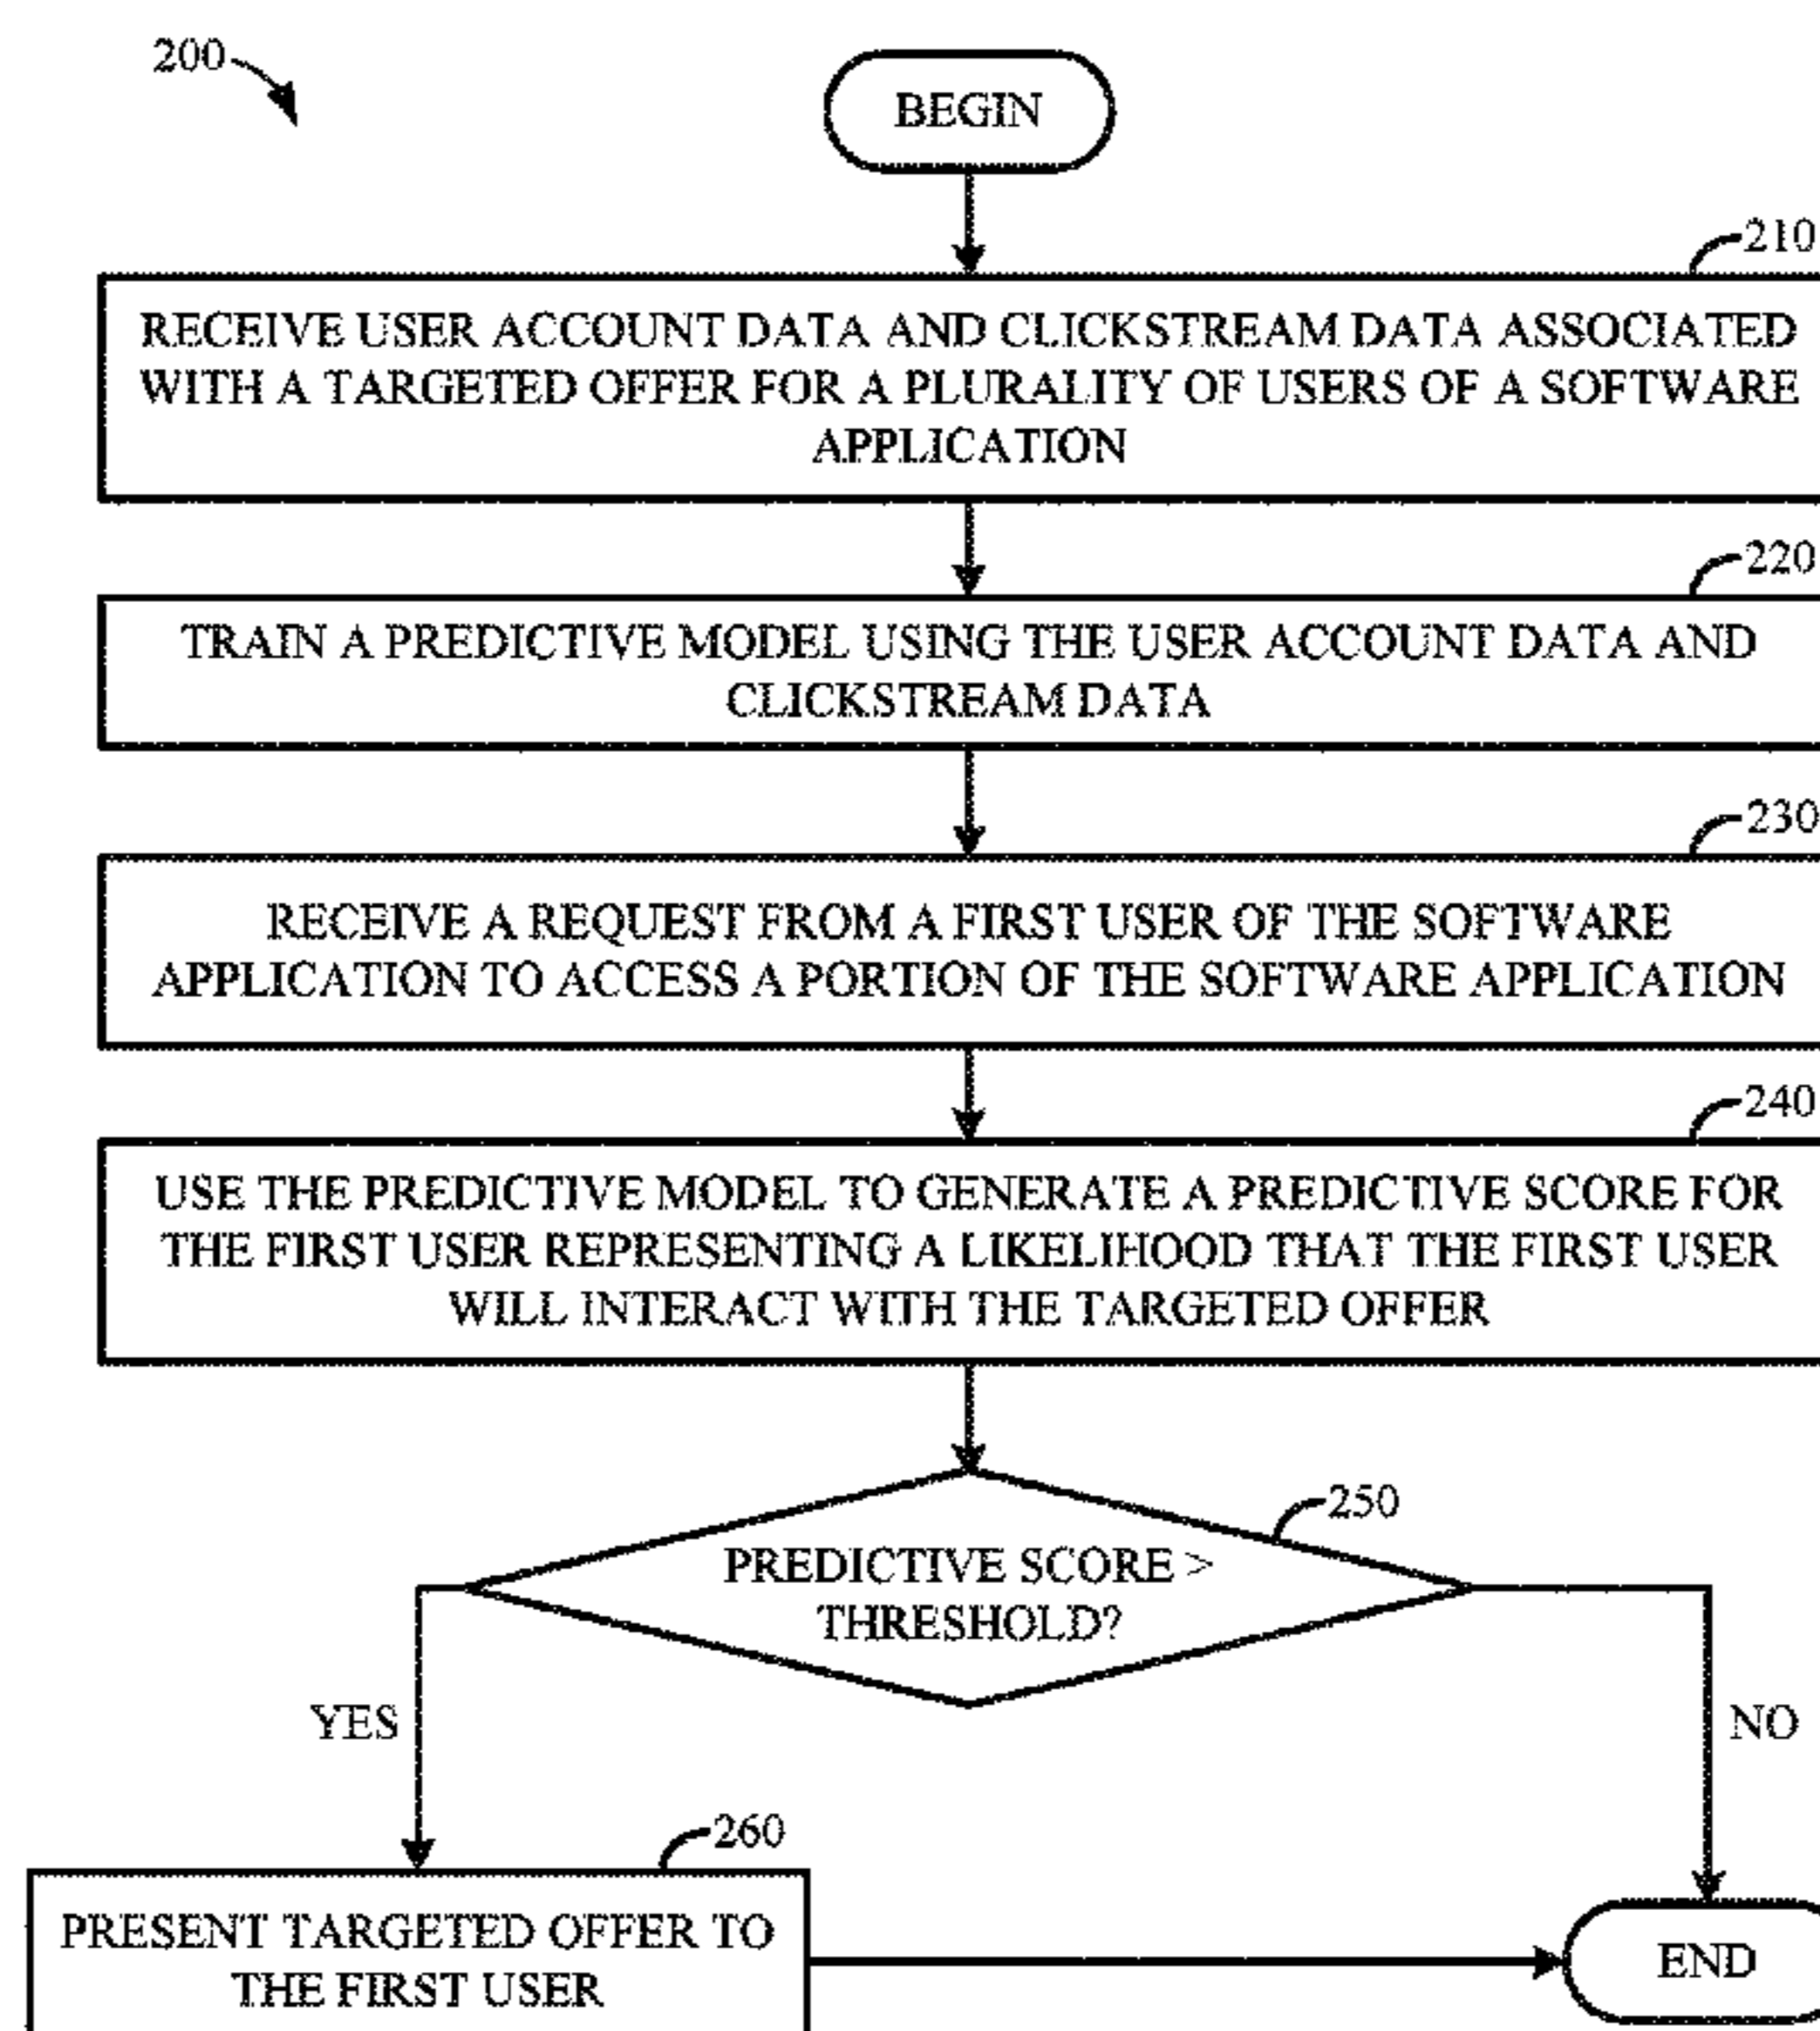 200
BEGIN
210
RECEIVE USER ACCOUNT DATA AND CLICKSTREAM DATA ASSOCIATED
WITH A TARGETED OFFER FOR A PLURALITY OF USERS OF A SOFTWARE
APPLICATION
220
TRAIN A PREDICTIVE MODEL USING THE USER ACCOUNT DATA AND
CLICKSTREAM DATA
230
RECEIVE A REQUEST FROM A FIRST USER OF THE SOFTWARE
APPLICATION TO ACCESS A PORTION OF THE SOFTWARE APPLICATION
240
USE THE PREDICTIVE MODEL TO GENERATE A PREDICTIVE SCORE FOR
THE FIRST USER REPRESENTING A LIKELIHOOD THAT THE FIRST USER
WILL INTERACT WITH THE TARGETED OFFER
250
PREDICTIVE SCORE >
THRESHOLD?
YES
NO
260
PRESENT TARGETED OFFER TO
THE FIRST USER
END